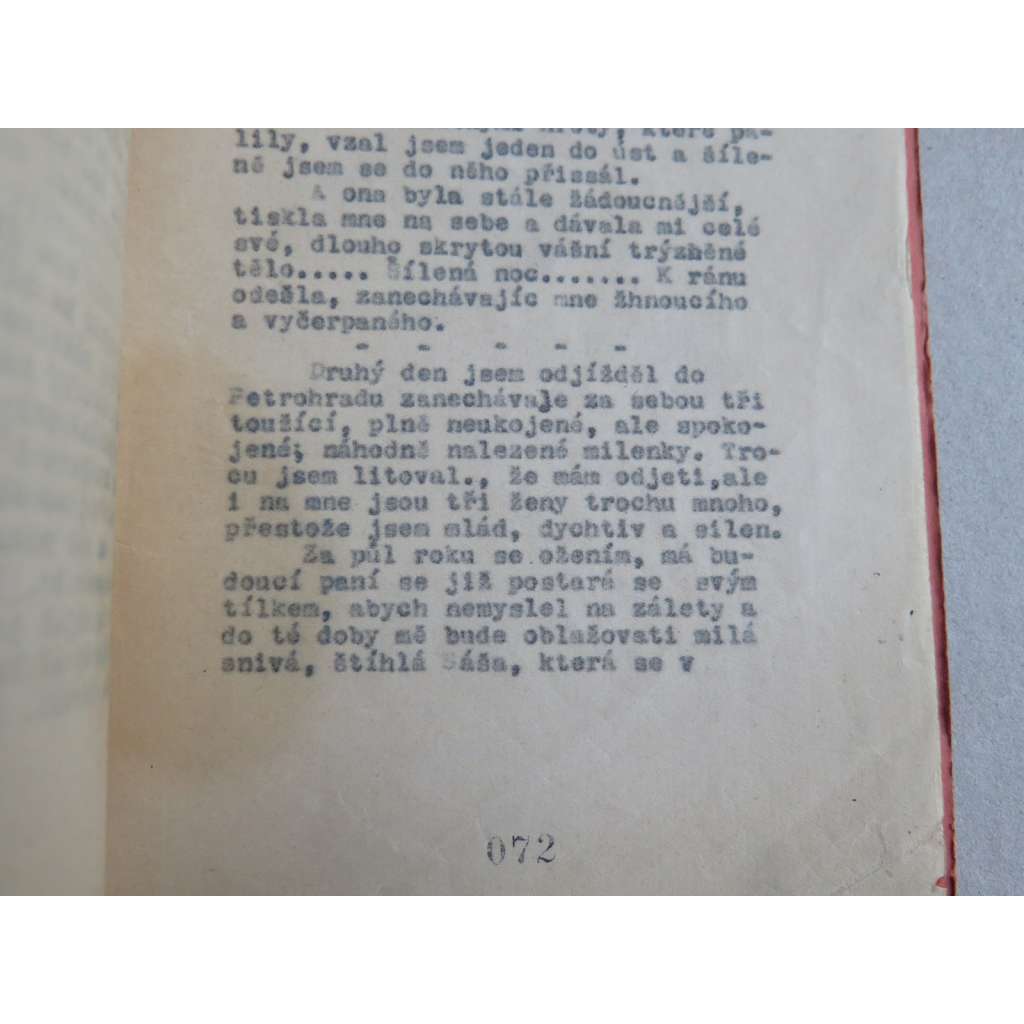 které pa-
lily, vzal jsem jeden do úst a šíle-
ně jsem se do něho přissál.
A ona byla stále žádoucnější,
tiskla mne na sebe a dávala mi celé
své, dlouho skrytou vášní trýzněné
tělo..... Šílená noc....... K ránu
odešla, zanechávajíc mne žhnoucího
a vyčerpaného.
- - - - -
Druhý den jsem odjížděl do
Petrohradu zanechávaje za sebou tři
toužící, plně neukojené, ale spoko-
jené; náhodně nalezené milenky. Tro-
cu jsem litoval., že mám odjeti,ale
i na mne jsou tři ženy trochu mnoho,
přestože jsem mlád, dychtiv a silen.
Za půl roku se ožením, má bu-
doucí paní se již postará se svým
tílkem, abych nemyslel na zálety a
do té doby mě bude oblažovati milá
snivá, štíhlá Sáša, která se v
072